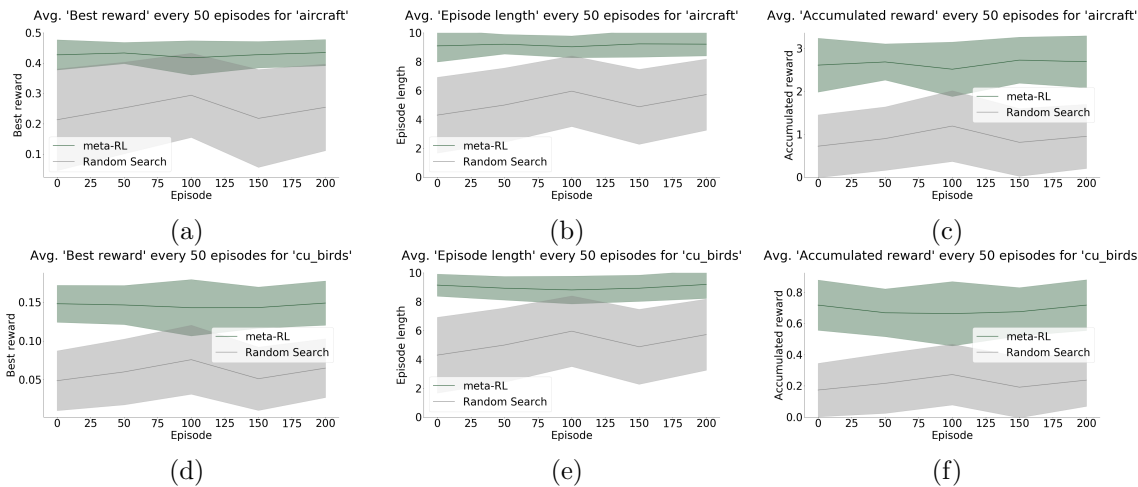 Avg. 'Best reward' every 50 episodes for 'aircraft'
Best reward
0.5
0.4
0.3
0.2
0.1
meta-RL
Random Search
0 25 50 75 100 125 150 175 200
Episode
(a)
Avg. 'Episode length' every 50 episodes for 'aircraft'
Episode length
10
8
6
4
2
0
meta-RL
Random Search
0 25 50 75 100 125 150 175 200
Episode
(b)
Avg. 'Accumulated reward' every 50 episodes for 'aircraft'
Accumulated reward
3
2
1
0
meta-RL
Random Search
0 25 50 75 100 125 150 175 200
Episode
(c)
Avg. 'Best reward' every 50 episodes for 'cu_birds'
Best reward
0.15
0.10
0.05
meta-RL
Random Search
0 25 50 75 100 125 150 175 200
Episode
(d)
Avg. 'Episode length' every 50 episodes for 'cu_birds'
Episode length
10
8
6
4
2
0
meta-RL
Random Search
0 25 50 75 100 125 150 175 200
Episode
(e)
Avg. 'Accumulated reward' every 50 episodes for 'cu_birds
Accumulated reward
0.8
0.6
0.4
0.2
0.0
meta-RL
Random Search
0 25 50 75 100 125 150 175 200
Episode
(f)